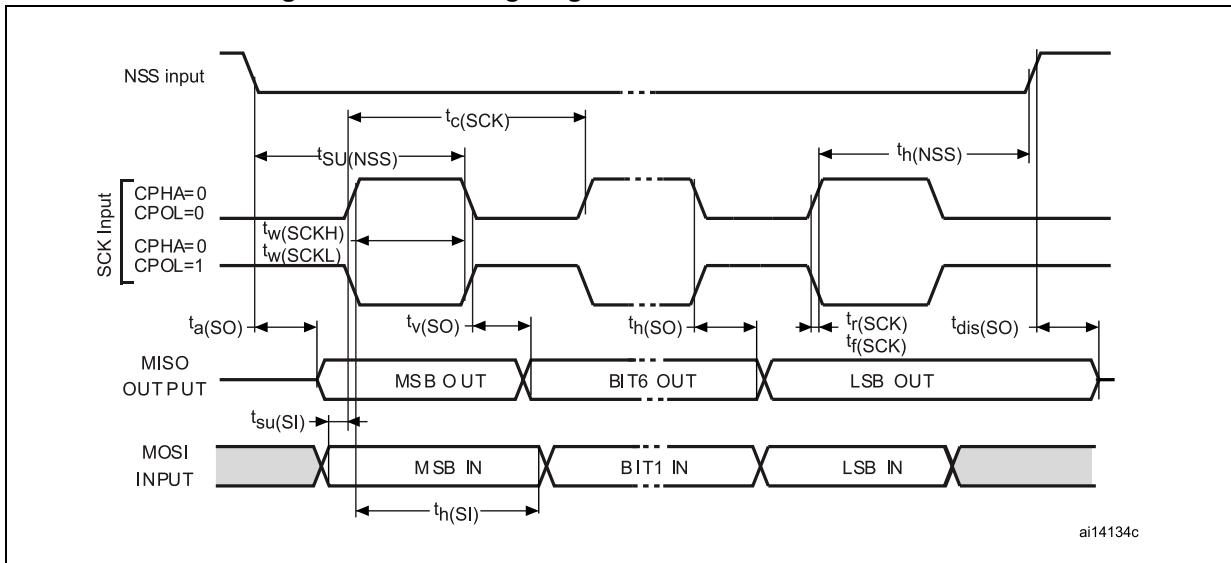 NSS input
tc(SCK)
tSU(NSS)
th(NSS)
SCK Input
CPHA=0
CPOL=0
tw(SCKH)
CPHA=0
tw(SCKL)
CPOL=1
ta(SO)
tv(SO)
th(SO)
tr(SCK)
tf(SCK)
tdis(SO)
MISO
OUTPUT
MSB OUT
BIT6 OUT
LSB OUT
tsu(SI)
MOSI
INPUT
MSB IN
BIT1 IN
LSB IN
th(SI)
ai14134c